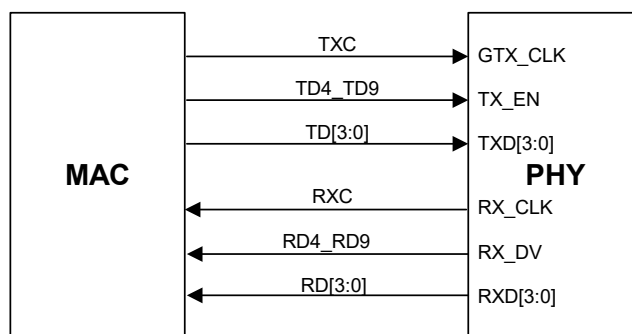 TXC
GTX_CLK
TD4_TD9
TX_EN
TD[3:0]
TXD[3:0]
MAC
PHY
RXC
RX_CLK
RD4_RD9
RX_DV
RD[3:0]
RXD[3:0]